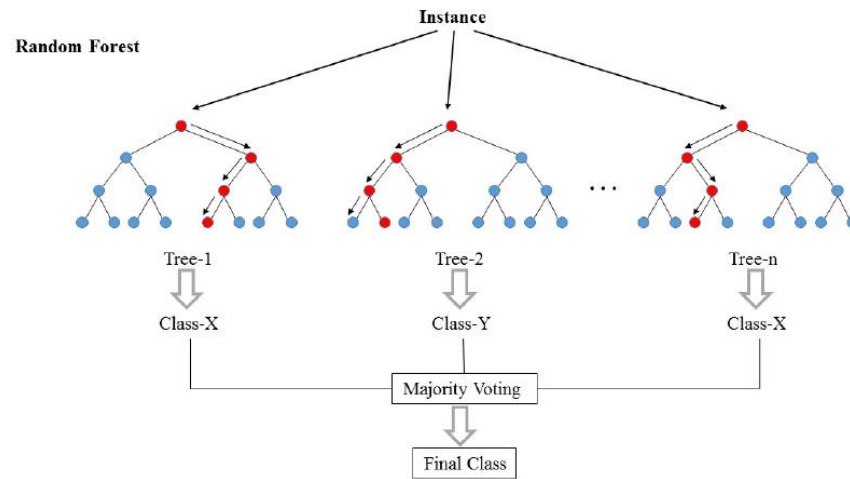 Instance
Random Forest
...
Tree-1
Tree-2
Tree-n
Class-X
Class-Y
Class-X
Majority Voting
Final Class